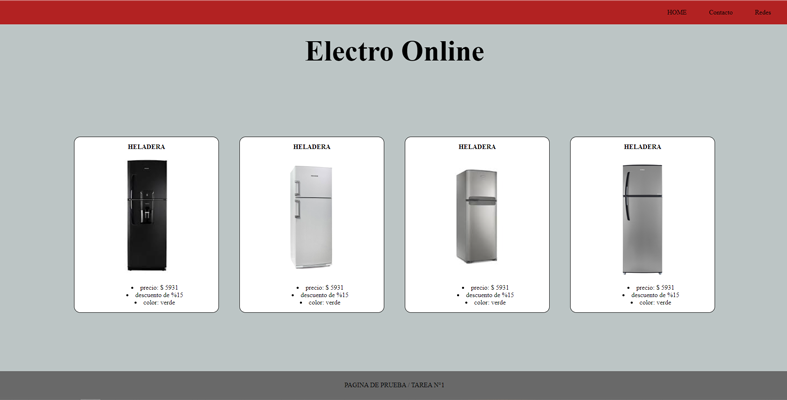 HOME Contacto Redes
Electro Online
HELADERA
precio: $ 5931
descuento de %15
color: verde
HELADERA
precio: $ 5931
descuento de %15
color: verde
HELADERA
precio: $ 5931
descuento de %15
color: verde
HELADERA
precio: $ 5931
descuento de %15
color: verde
PAGINA DE PRUEBA / TAREA N°1